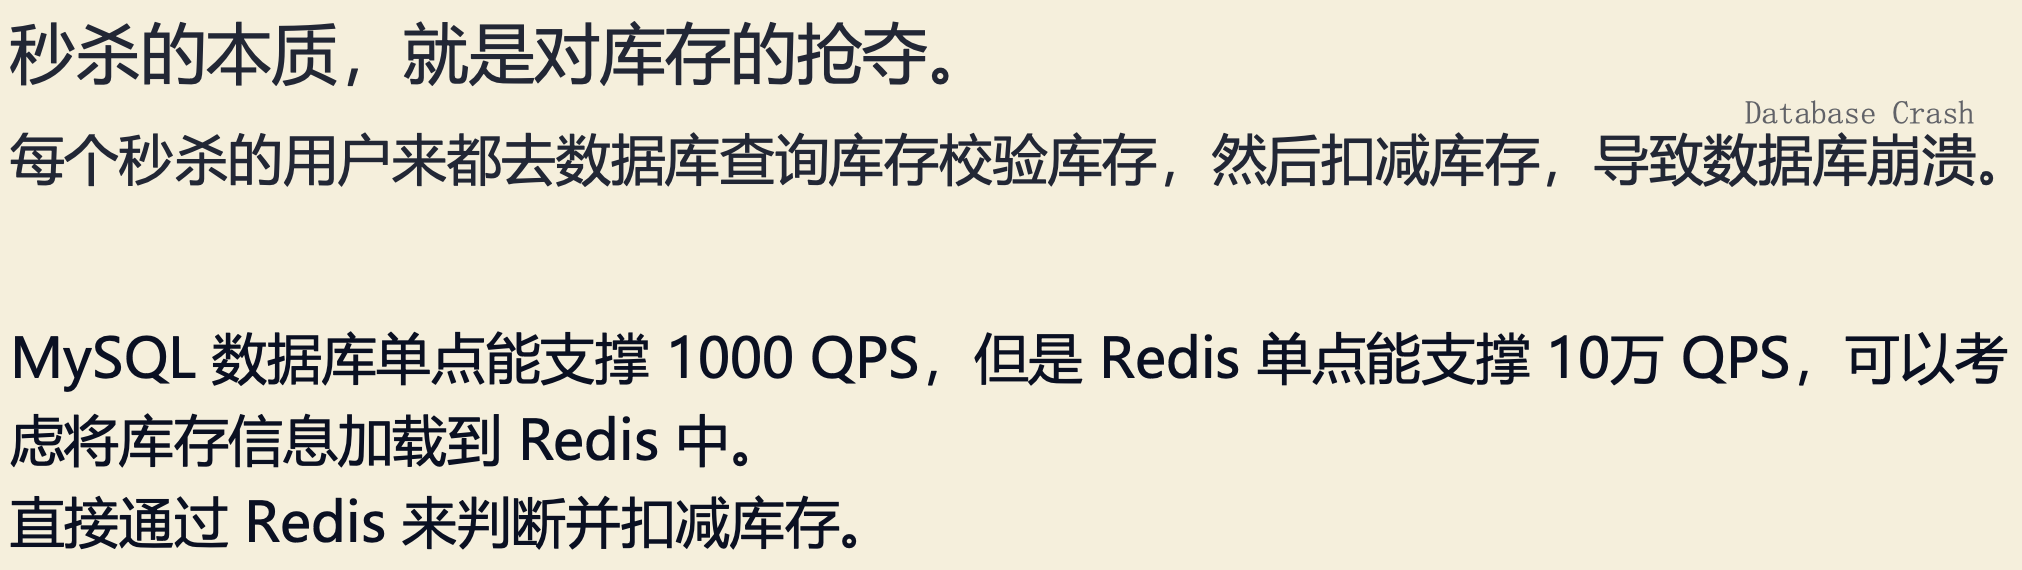 秒杀的本质，就是对库存的抢夺。
Database Crash
每个秒杀的用户来都去数据库查询库存校验库存，然后扣减库存，导致数据库崩溃。
MySQL 数据库单点能支撑 1000 QPS，但是 Redis 单点能支撑 10万 QPS，可以考
虑将库存信息加载到 Redis 中。
直接通过 Redis 来判断并扣减库存。